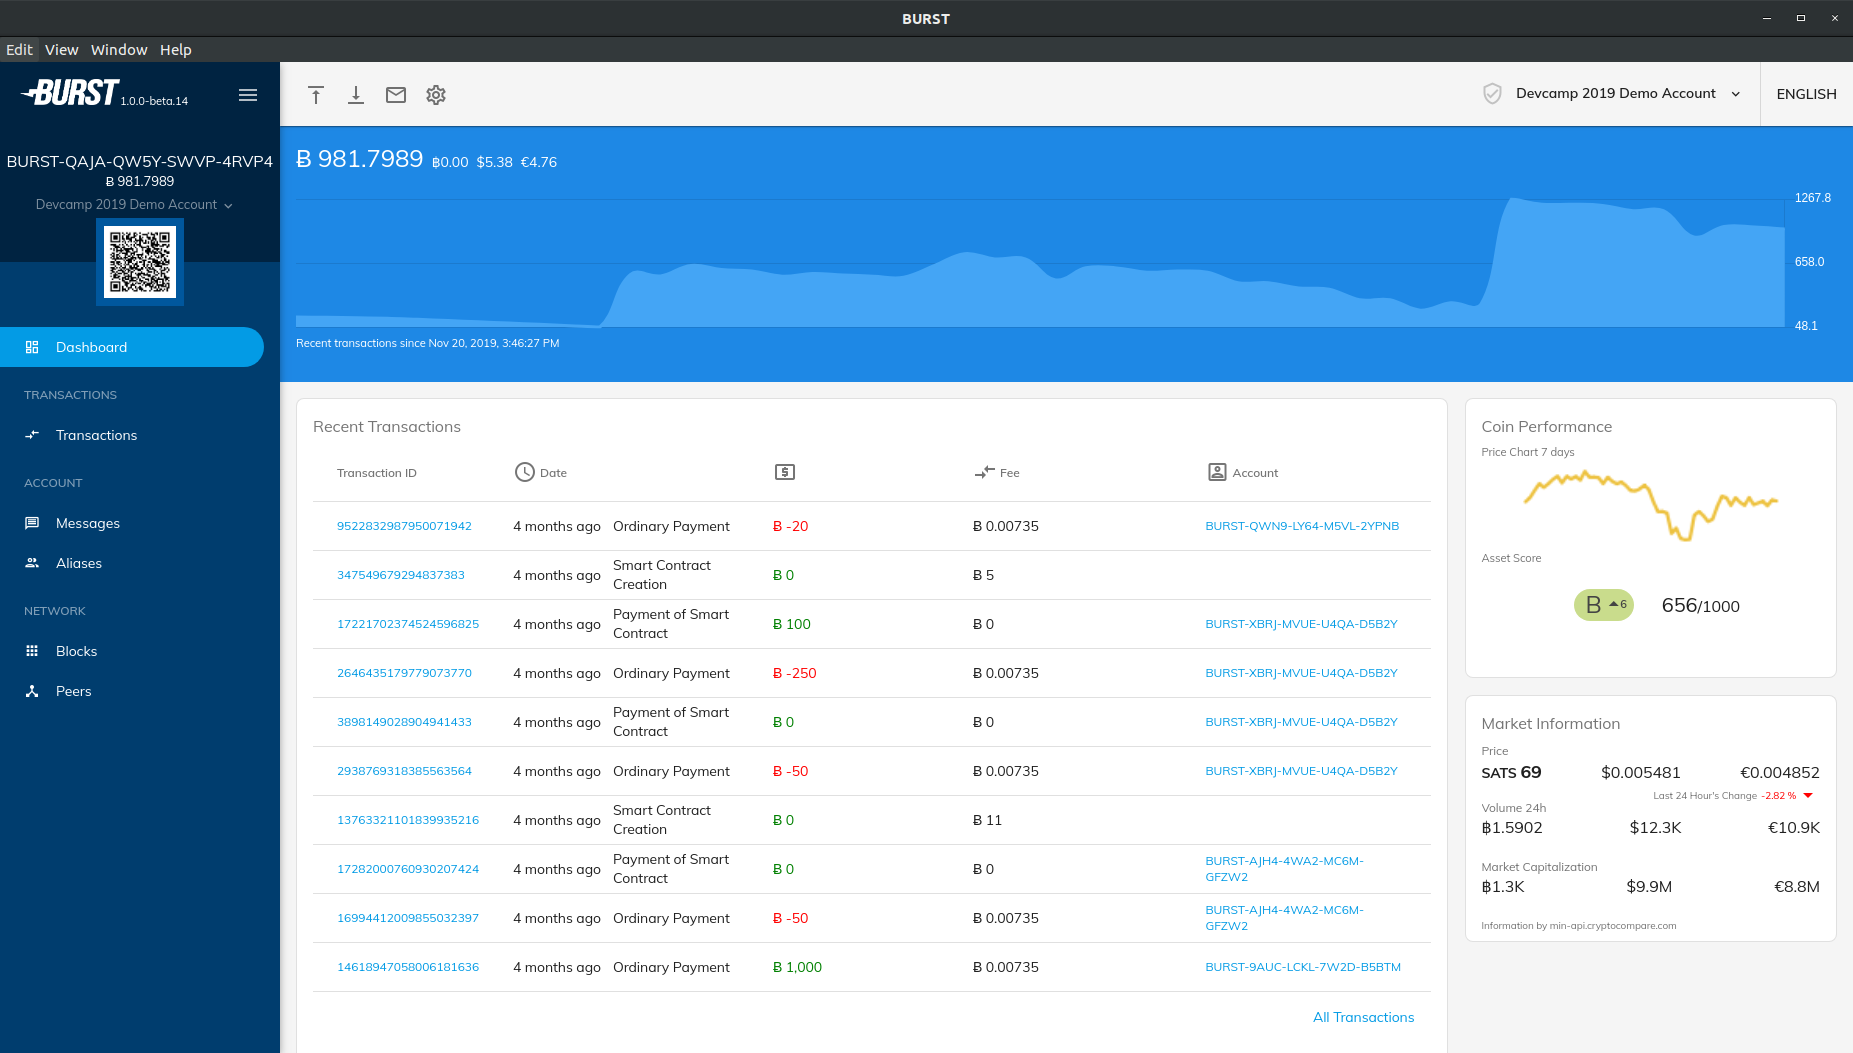 BURST
Edit View Window Help
BURST 1.0.0-beta.14
Devcamp 2019 Demo Account
ENGLISH
BURST-QAJA-QW5Y-SWVP-4RVP4
Ƀ 981.7989
Devcamp 2019 Demo Account
Dashboard
TRANSACTIONS
Transactions
ACCOUNT
Messages
Aliases
NETWORK
Blocks
Peers
Ƀ 981.7989 ฿0.00 $5.38 €4.76
1267.8
658.0
48.1
Recent transactions since Nov 20, 2019, 3:46:27 PM
Recent Transactions
Transaction ID Date Fee Account
9522832987950071942 4 months ago Ordinary Payment Ƀ -20 Ƀ 0.00735 BURST-QWN9-LY64-M5VL-2YPNB
347549679294837383 4 months ago Smart Contract Creation Ƀ 0 Ƀ 5
17221702374524596825 4 months ago Payment of Smart Contract Ƀ 100 Ƀ 0 BURST-XBRJ-MVUE-U4QA-D5B2Y
2646435179779073770 4 months ago Ordinary Payment Ƀ -250 Ƀ 0.00735 BURST-XBRJ-MVUE-U4QA-D5B2Y
3898149028904941433 4 months ago Payment of Smart Contract Ƀ 0 Ƀ 0 BURST-XBRJ-MVUE-U4QA-D5B2Y
2938769318385563564 4 months ago Ordinary Payment Ƀ -50 Ƀ 0.00735 BURST-XBRJ-MVUE-U4QA-D5B2Y
13763321101839935216 4 months ago Smart Contract Creation Ƀ 0 Ƀ 11
17282000760930207424 4 months ago Payment of Smart Contract Ƀ 0 Ƀ 0 BURST-AJH4-4WA2-MC6M-GFZW2
16994412009855032397 4 months ago Ordinary Payment Ƀ -50 Ƀ 0.00735 BURST-AJH4-4WA2-MC6M-GFZW2
14618947058006181636 4 months ago Ordinary Payment Ƀ 1,000 Ƀ 0.00735 BURST-9AUC-LCKL-7W2D-B5BTM
All Transactions
Coin Performance
Price Chart 7 days
Asset Score
B 6 656/1000
Market Information
Price
SATS 69 $0.005481 €0.004852
Last 24 Hour's Change -2.82 %
Volume 24h
฿1.5902 $12.3K €10.9K
Market Capitalization
฿1.3K $9.9M €8.8M
Information by min-api.cryptocompare.com